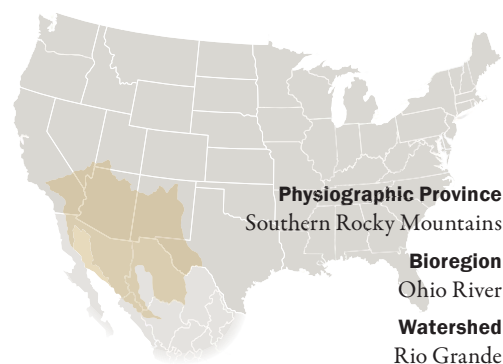 Physiographic Province
Southern Rocky Mountains
Bioregion
Ohio River
Watershed
Rio Grande